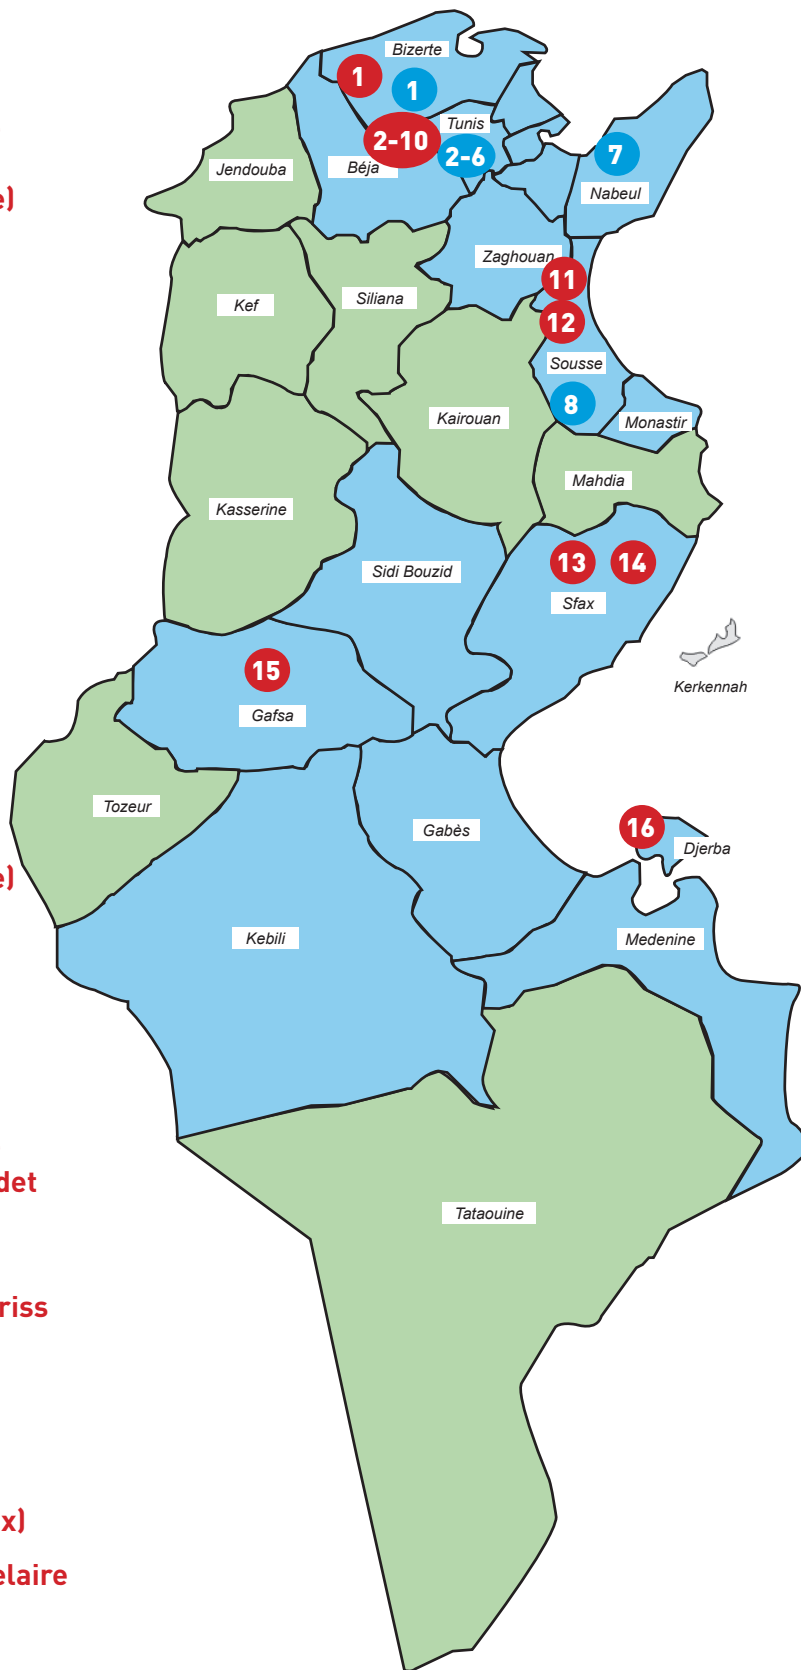 Bizerte
1
1
Tunis
2-10
2-6
7
Béja
Jendouba
Nabeul
e)
Zaghouan
11
Siliana
Kef
12
Sousse
8
Kairouan
Monastir
Mahdia
Kasserine
13
14
Sidi Bouzid
Sfax
15
Kerkennah
Gafsa
Tozeur
Gabès
16
Djerba
e)
Kebili
Medenine
det
Tataouine
riss
x)
elaire